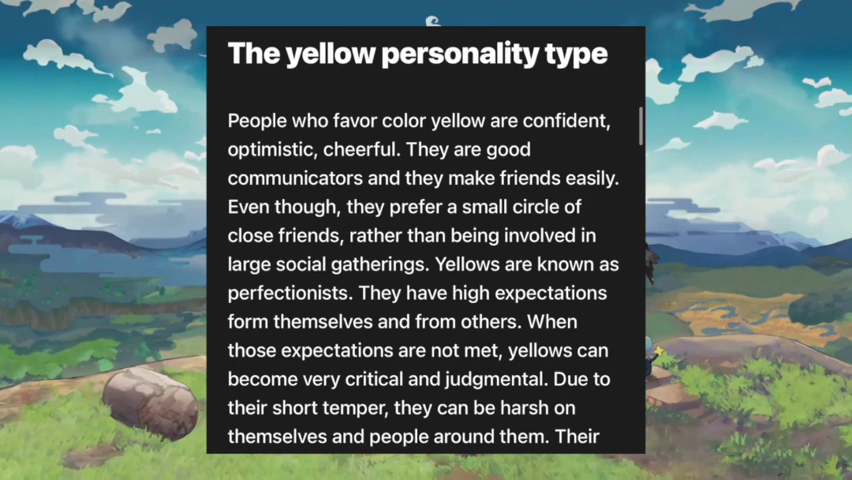 The yellow personality type
People who favor color yellow are confident,
optimistic, cheerful. They are good
communicators and they make friends easily.
Even though, they prefer a small circle of
close friends, rather than being involved in
large social gatherings. Yellows are known as
perfectionists. They have high expectations
form themselves and from others. When
those expectations are not met, yellows can
become very critical and judgmental. Due to
their short temper, they can be harsh on
themselves and people around them. Their